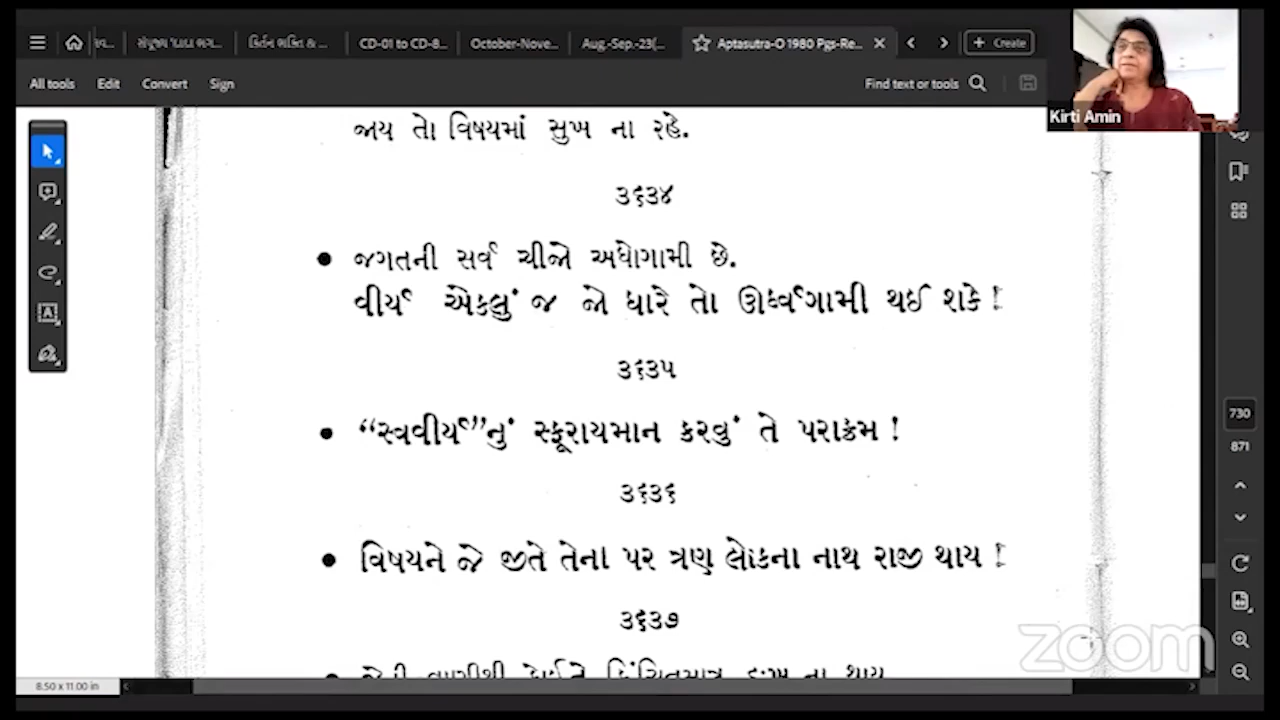 સંપૂજ્ય 'દાદા ભગ...
કિર્તન ભક્તિ & ...
CD-01 to CD-8...
October-Nove...
Aug.-Sep.-23(...
Aptasutra-O 1980 Pgs-Re...
Create
All tools
Edit
Convert
Sign
Find text or tools
Kirti Amin
જાય તો વિષયમાં સુખ ના રહે.
૩૬૩૪
• જગતની સર્વ ચીજો અધોગામી છે.
વીર્ય એકલું જ જો ધારે તો ઊર્ધ્વગામી થઈ શકે !
૩૬૩૫
• “સ્વવીર્ય”નું સ્ફૂરાયમાન કરવું તે પરાક્રમ !
૩૬૩૬
• વિષયને જે જીતે તેના પર ત્રણ લોકના નાથ રાજી થાય !
૩૬૩૭
730
871
zoom
8.50 x 11.00 in